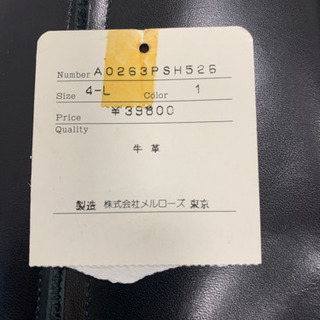 Number A0263PSH526
Size 4-L Color 1
Price ¥39800
Quality
牛革
製造 株式会社メルローズ 東京